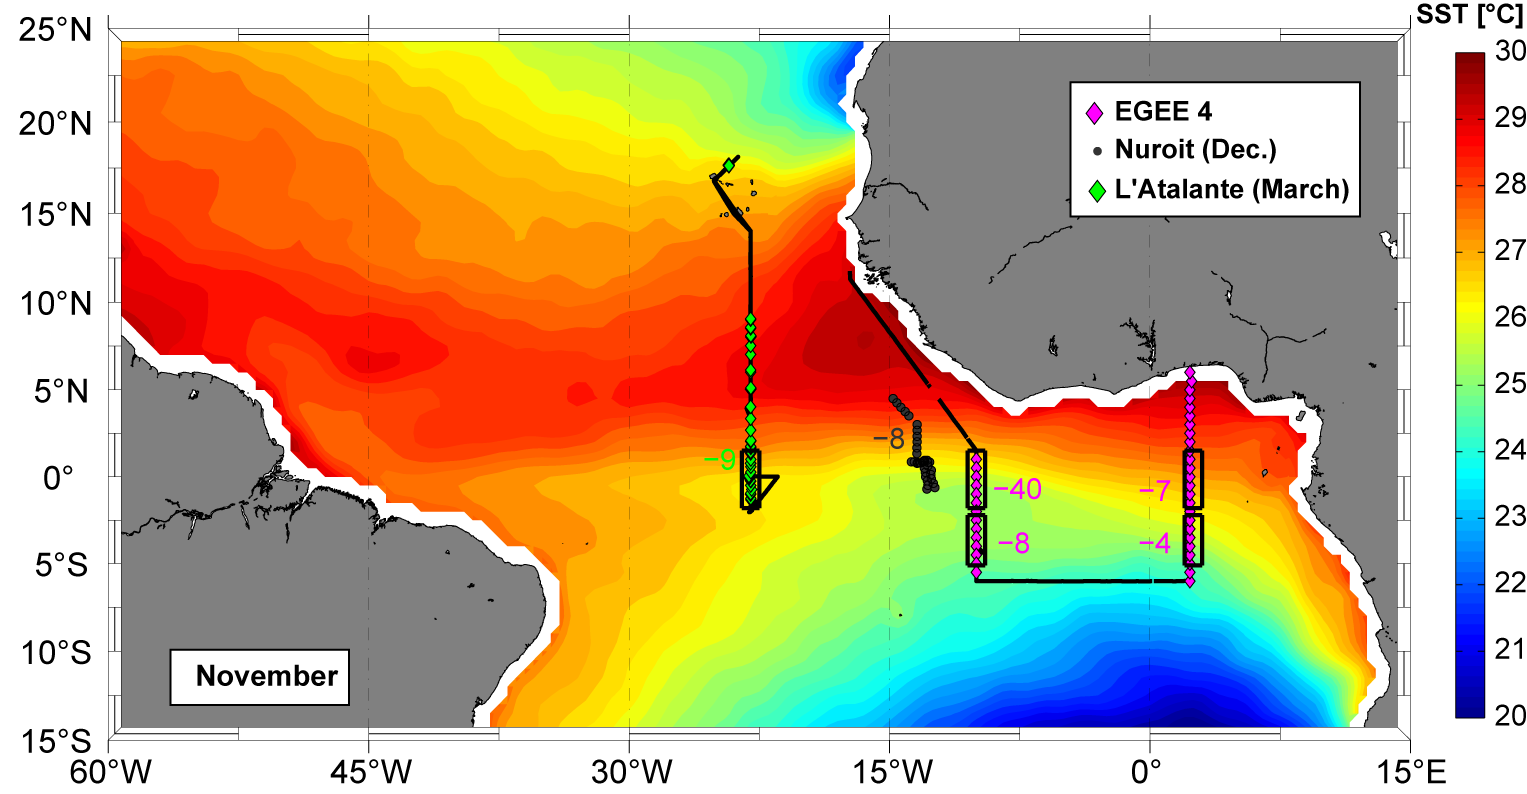 SST [°C]
25°N
20°N
15°N
10°N
5°N
0°
5°S
10°S
15°S
60°W
45°W
30°W
15°W
0°
15°E
EGEE 4
Nuroit (Dec.)
L'Atalante (March)
−9
−8
−40
−8
−7
−4
November
30
29
28
27
26
25
24
23
22
21
20